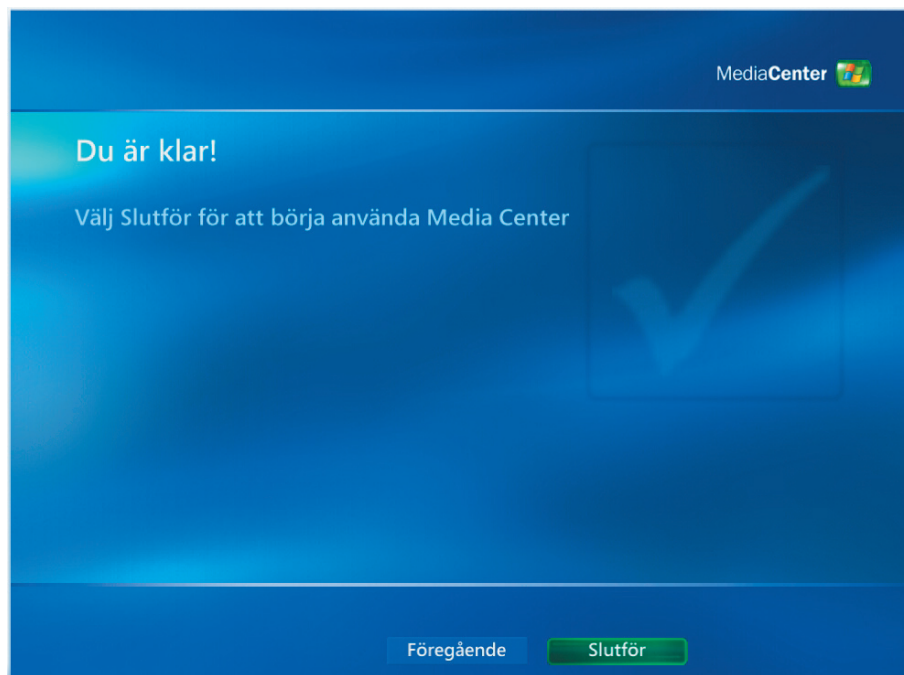 MediaCenter
Du är klar!
Välj Slutför för att börja använda Media Center
Föregående
Slutför